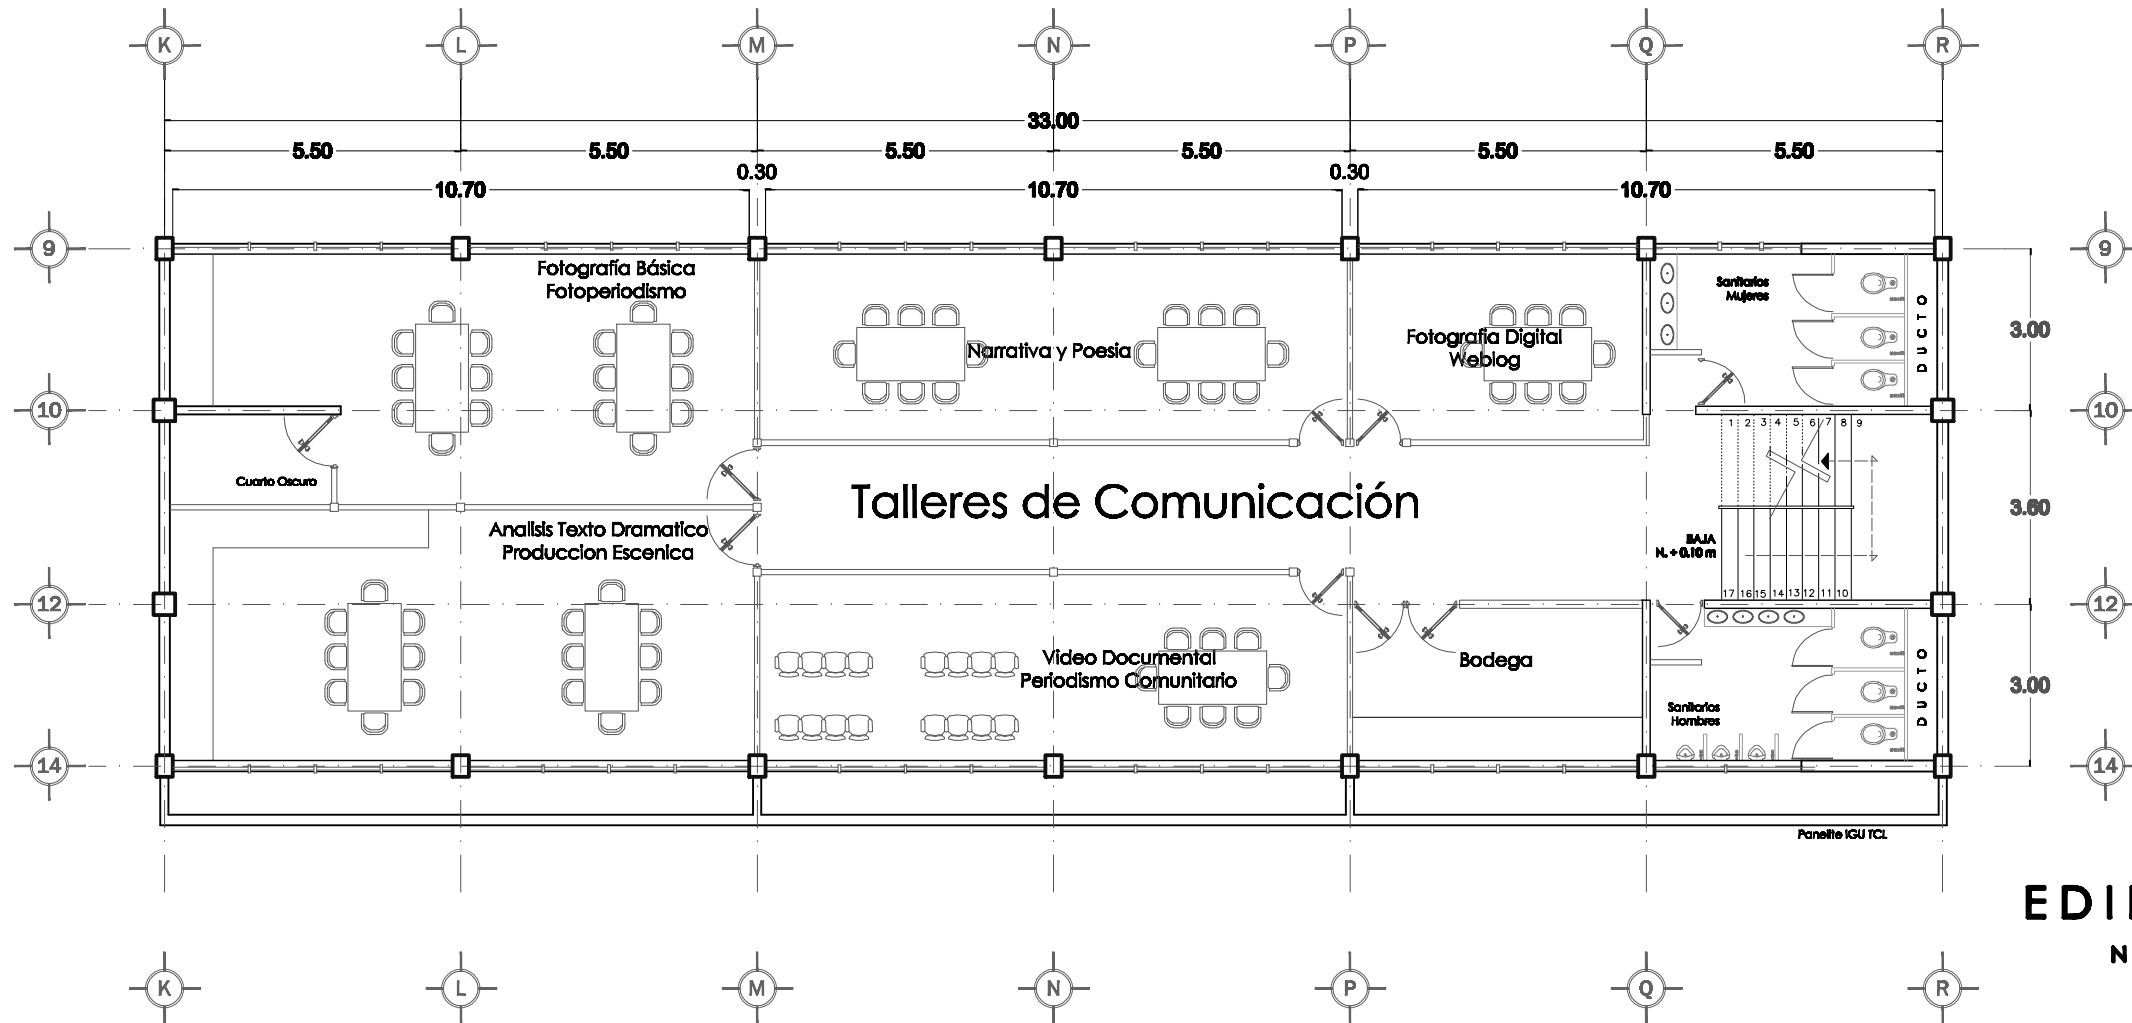 K L M N P Q R
33.00
5.50 5.50 5.50 5.50 5.50 5.50
0.30 0.30
10.70 10.70 10.70
9 9
Fotografía Básica
Fotoperiodismo
Sanitarios
Mujeres
DUCTO
3.00
Narrativa y Poesia
Fotografia Digital
Weblog
10 10
1 2 3 4 5 6 7 8 9
Cuarto Oscuro
Talleres de Comunicación
3.60
Analisis Texto Dramatico
Produccion Escenica
BAJA
N. + 0.10 m
17 16 15 14 13 12 11 10
12 12
Video Documental
Periodismo Comunitario
Bodega
DUCTO
3.00
Sanitarios
Hombres
14 14
Panelite IGU TCL
EDI
N
K L M N P Q R